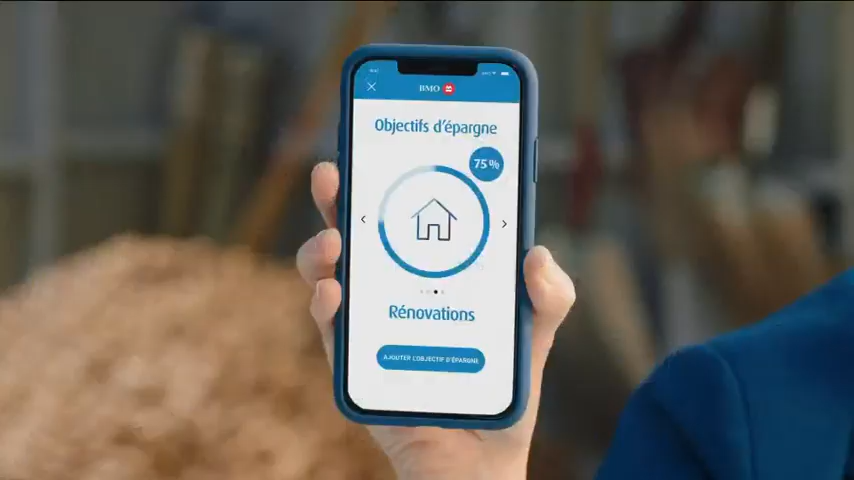 BMO
Objectifs d'épargne
75 %
Rénovations
AJOUTER L'OBJECTIF D'ÉPARGNE